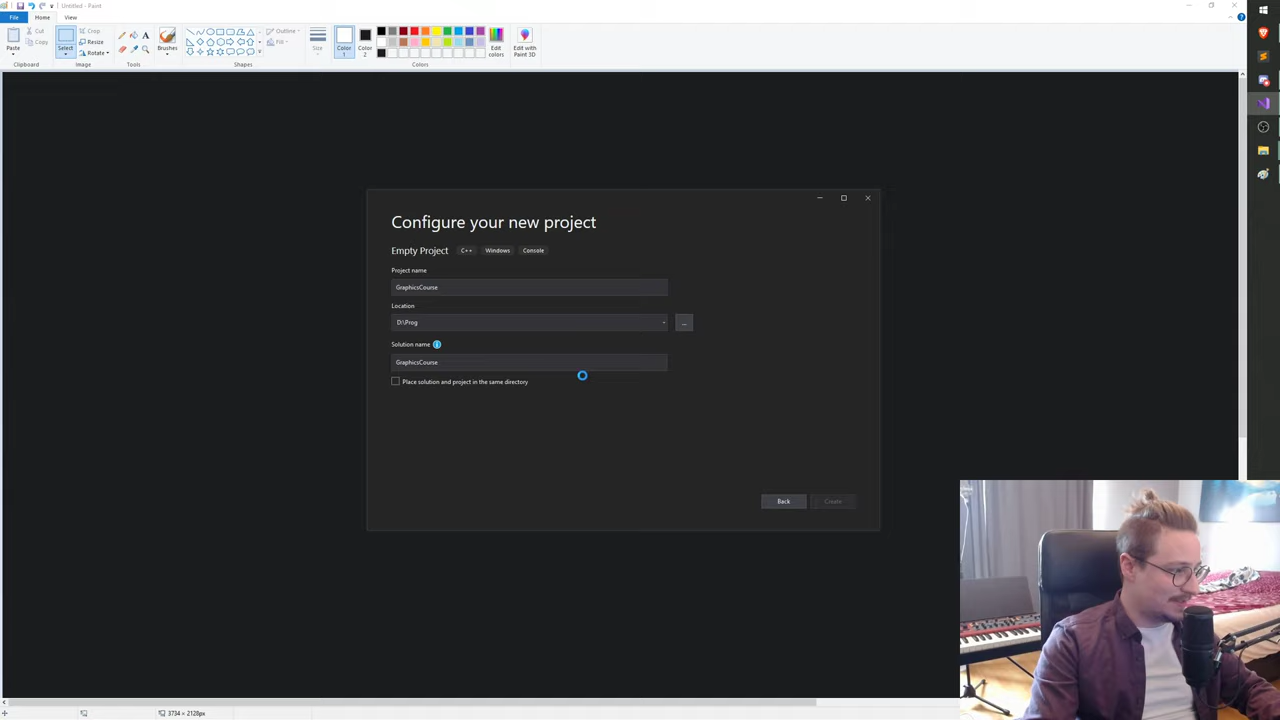 Untitled - Paint
File
Home
View
Paste
Cut
Copy
Clipboard
Select
Crop
Resize
Rotate
Image
A
Tools
Brushes
Shapes
Outline
Fill
Size
Color 1
Color 2
Colors
Edit colors
Edit with Paint 3D
Configure your new project
Empty Project C++ Windows Console
Project name
GraphicsCourse
Location
D:\Prog
...
Solution name
GraphicsCourse
Place solution and project in the same directory
Back Create
3734 × 2128px